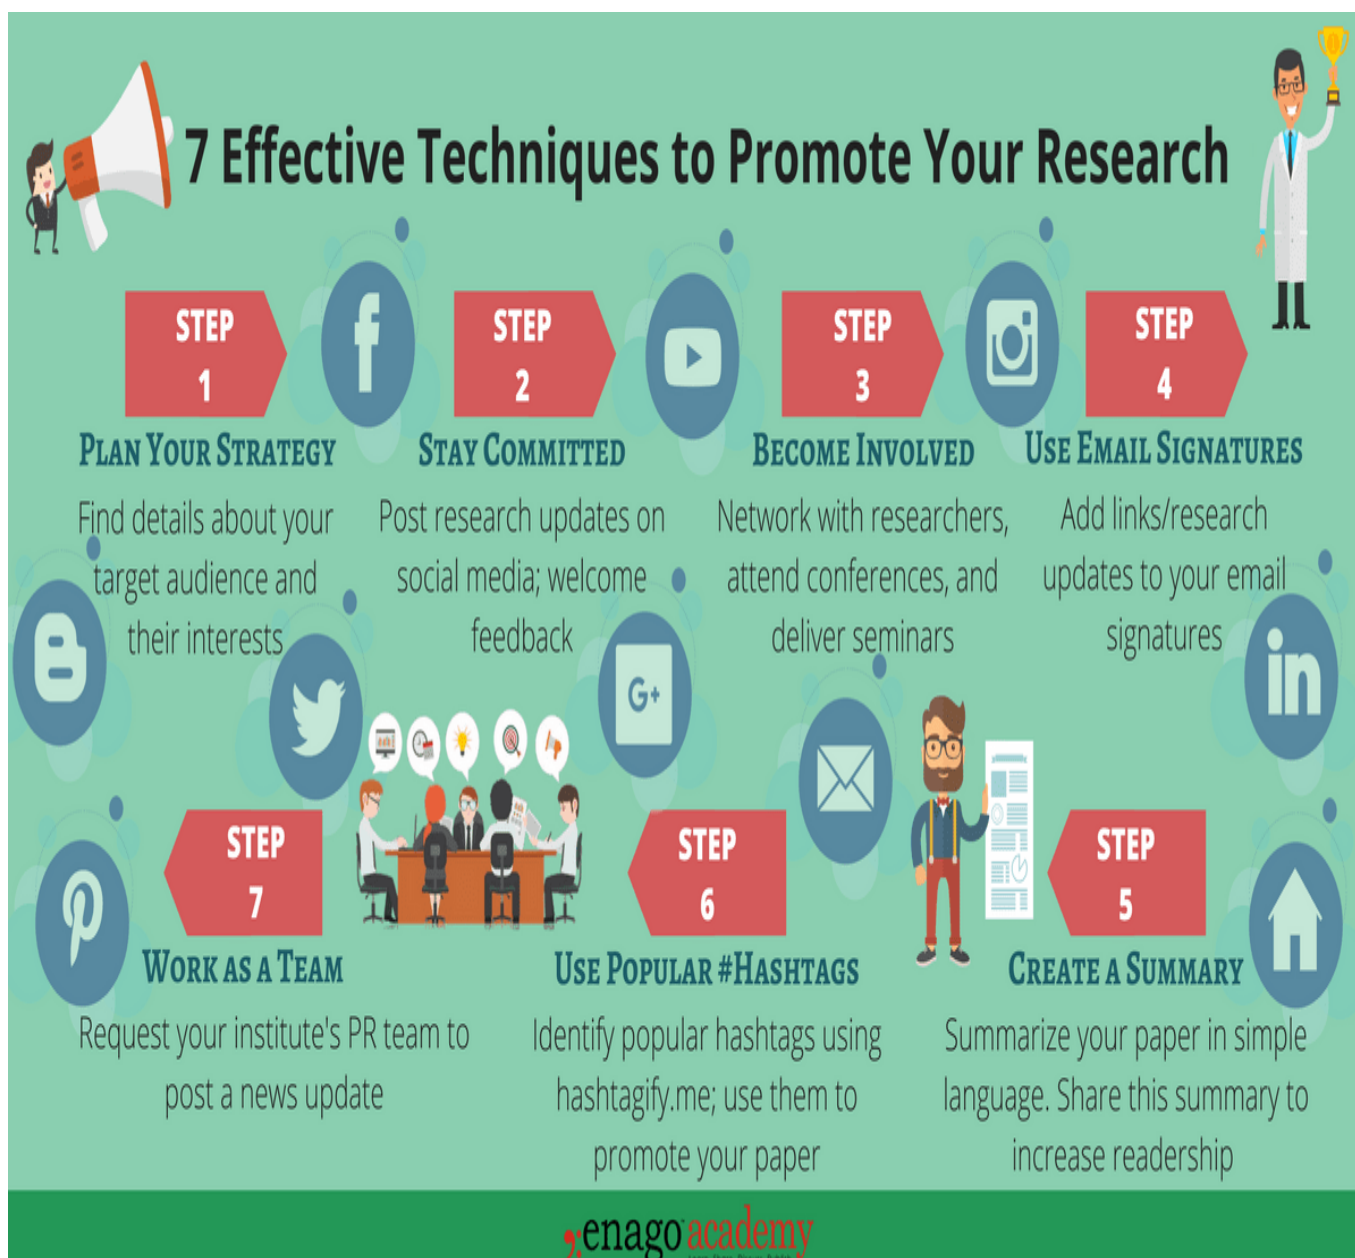 7 Effective Techniques to Promote Your Research
STEP
1
PLAN YOUR STRATEGY
Find details about your
target audience and
their interests
STEP
2
STAY COMMITTED
Post research updates on
social media; welcome
feedback
STEP
3
BECOME INVOLVED
Network with researchers,
attend conferences, and
deliver seminars
STEP
4
USE EMAIL SIGNATURES
Add links/research
updates to your email
signatures
STEP
5
CREATE A SUMMARY
Summarize your paper in simple
language. Share this summary to
increase readership
STEP
6
USE POPULAR #HASHTAGS
Identify popular hashtags using
hashtagify.me; use them to
promote your paper
STEP
7
WORK AS A TEAM
Request your institute's PR team to
post a news update
G+
in
enago academy